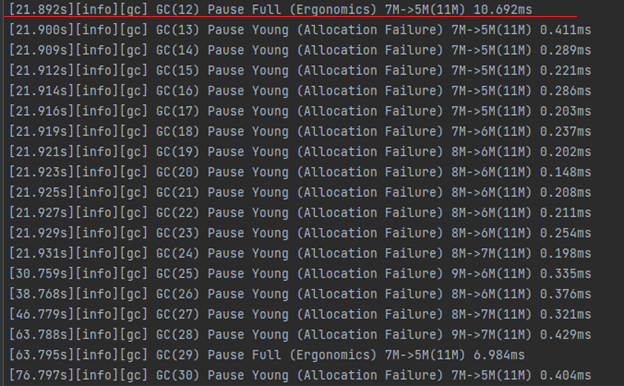 [21.892s][info][gc] GC(12) Pause Full (Ergonomics) 7M->5M(11M) 10.692ms
[21.900s][info][gc] GC(13) Pause Young (Allocation Failure) 7M->5M(11M) 0.411ms
[21.909s][info][gc] GC(14) Pause Young (Allocation Failure) 7M->5M(11M) 0.289ms
[21.912s][info][gc] GC(15) Pause Young (Allocation Failure) 7M->5M(11M) 0.221ms
[21.914s][info][gc] GC(16) Pause Young (Allocation Failure) 7M->5M(11M) 0.286ms
[21.916s][info][gc] GC(17) Pause Young (Allocation Failure) 7M->5M(11M) 0.203ms
[21.919s][info][gc] GC(18) Pause Young (Allocation Failure) 7M->6M(11M) 0.237ms
[21.921s][info][gc] GC(19) Pause Young (Allocation Failure) 8M->6M(11M) 0.202ms
[21.923s][info][gc] GC(20) Pause Young (Allocation Failure) 8M->6M(11M) 0.148ms
[21.925s][info][gc] GC(21) Pause Young (Allocation Failure) 8M->6M(11M) 0.208ms
[21.927s][info][gc] GC(22) Pause Young (Allocation Failure) 8M->6M(11M) 0.211ms
[21.929s][info][gc] GC(23) Pause Young (Allocation Failure) 8M->6M(11M) 0.254ms
[21.931s][info][gc] GC(24) Pause Young (Allocation Failure) 8M->7M(11M) 0.198ms
[30.759s][info][gc] GC(25) Pause Young (Allocation Failure) 9M->6M(11M) 0.335ms
[38.768s][info][gc] GC(26) Pause Young (Allocation Failure) 8M->6M(11M) 0.376ms
[46.779s][info][gc] GC(27) Pause Young (Allocation Failure) 8M->7M(11M) 0.321ms
[63.788s][info][gc] GC(28) Pause Young (Allocation Failure) 9M->7M(11M) 0.429ms
[63.795s][info][gc] GC(29) Pause Full (Ergonomics) 7M->5M(11M) 6.984ms
[76.797s][info][gc] GC(30) Pause Young (Allocation Failure) 7M->5M(11M) 0.404ms